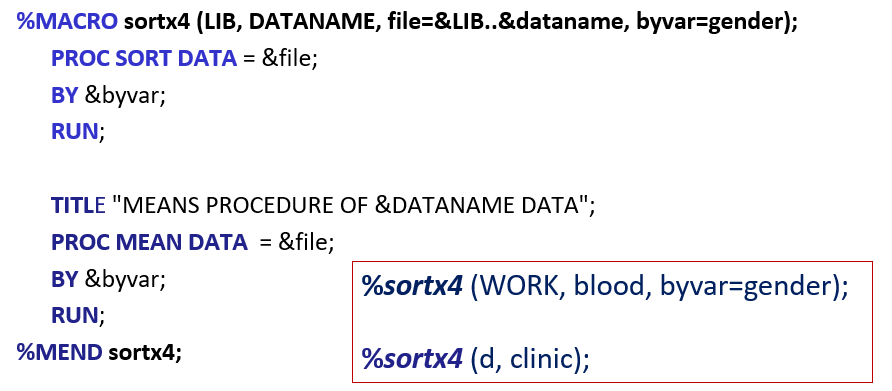 %MACRO sortx4 (LIB, DATANAME, file=&LIB..&dataname, byvar=gender);
PROC SORT DATA = &file;
BY &byvar;
RUN;
TITLE "MEANS PROCEDURE OF &DATANAME DATA";
PROC MEAN DATA = &file;
BY &byvar;
RUN;
%MEND sortx4;
%sortx4 (WORK, blood, byvar=gender);
%sortx4 (d, clinic);